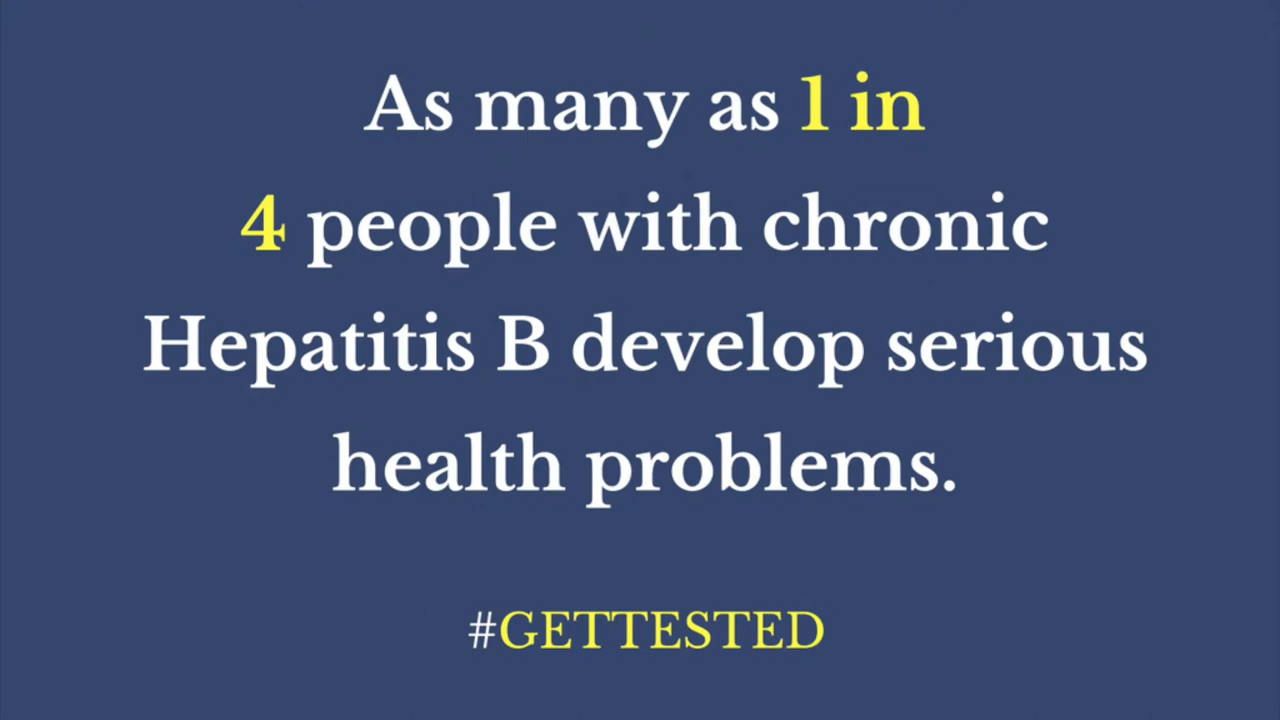 As many as 1 in
4 people with chronic
Hepatitis B develop serious
health problems.
#GETTESTED